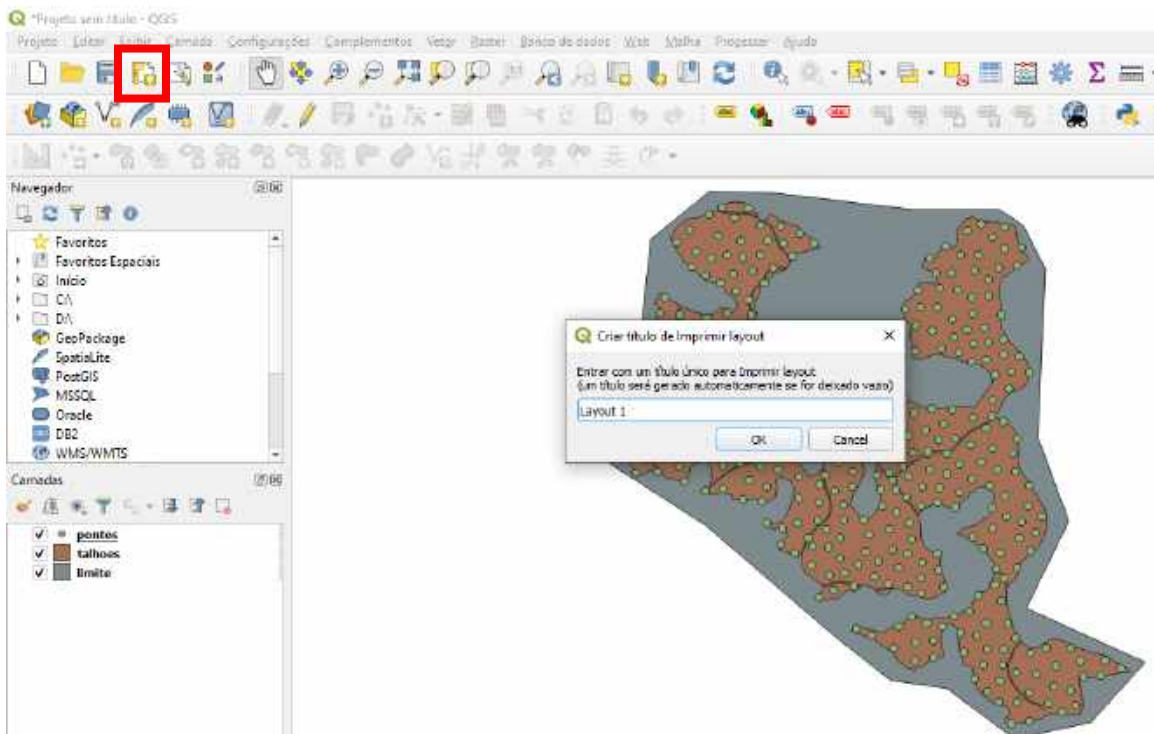 *Projeto sem título - QGIS
Projeto Editar Exibir Camada Configurações Complementos Vetor Raster Banco de dados Web Malha Processar Ajuda
Navegador
Favoritos
Favoritos Espaciais
Início
C:\
D:\
GeoPackage
SpatiaLite
PostGIS
MSSQL
Oracle
DB2
WMS/WMTS
Camadas
pontos
talhoes
limite
Criar título de Imprimir layout
Entrar com um título único para Imprimir layout
(um título será gerado automaticamente se for deixado vazio)
Layout 1
OK Cancel